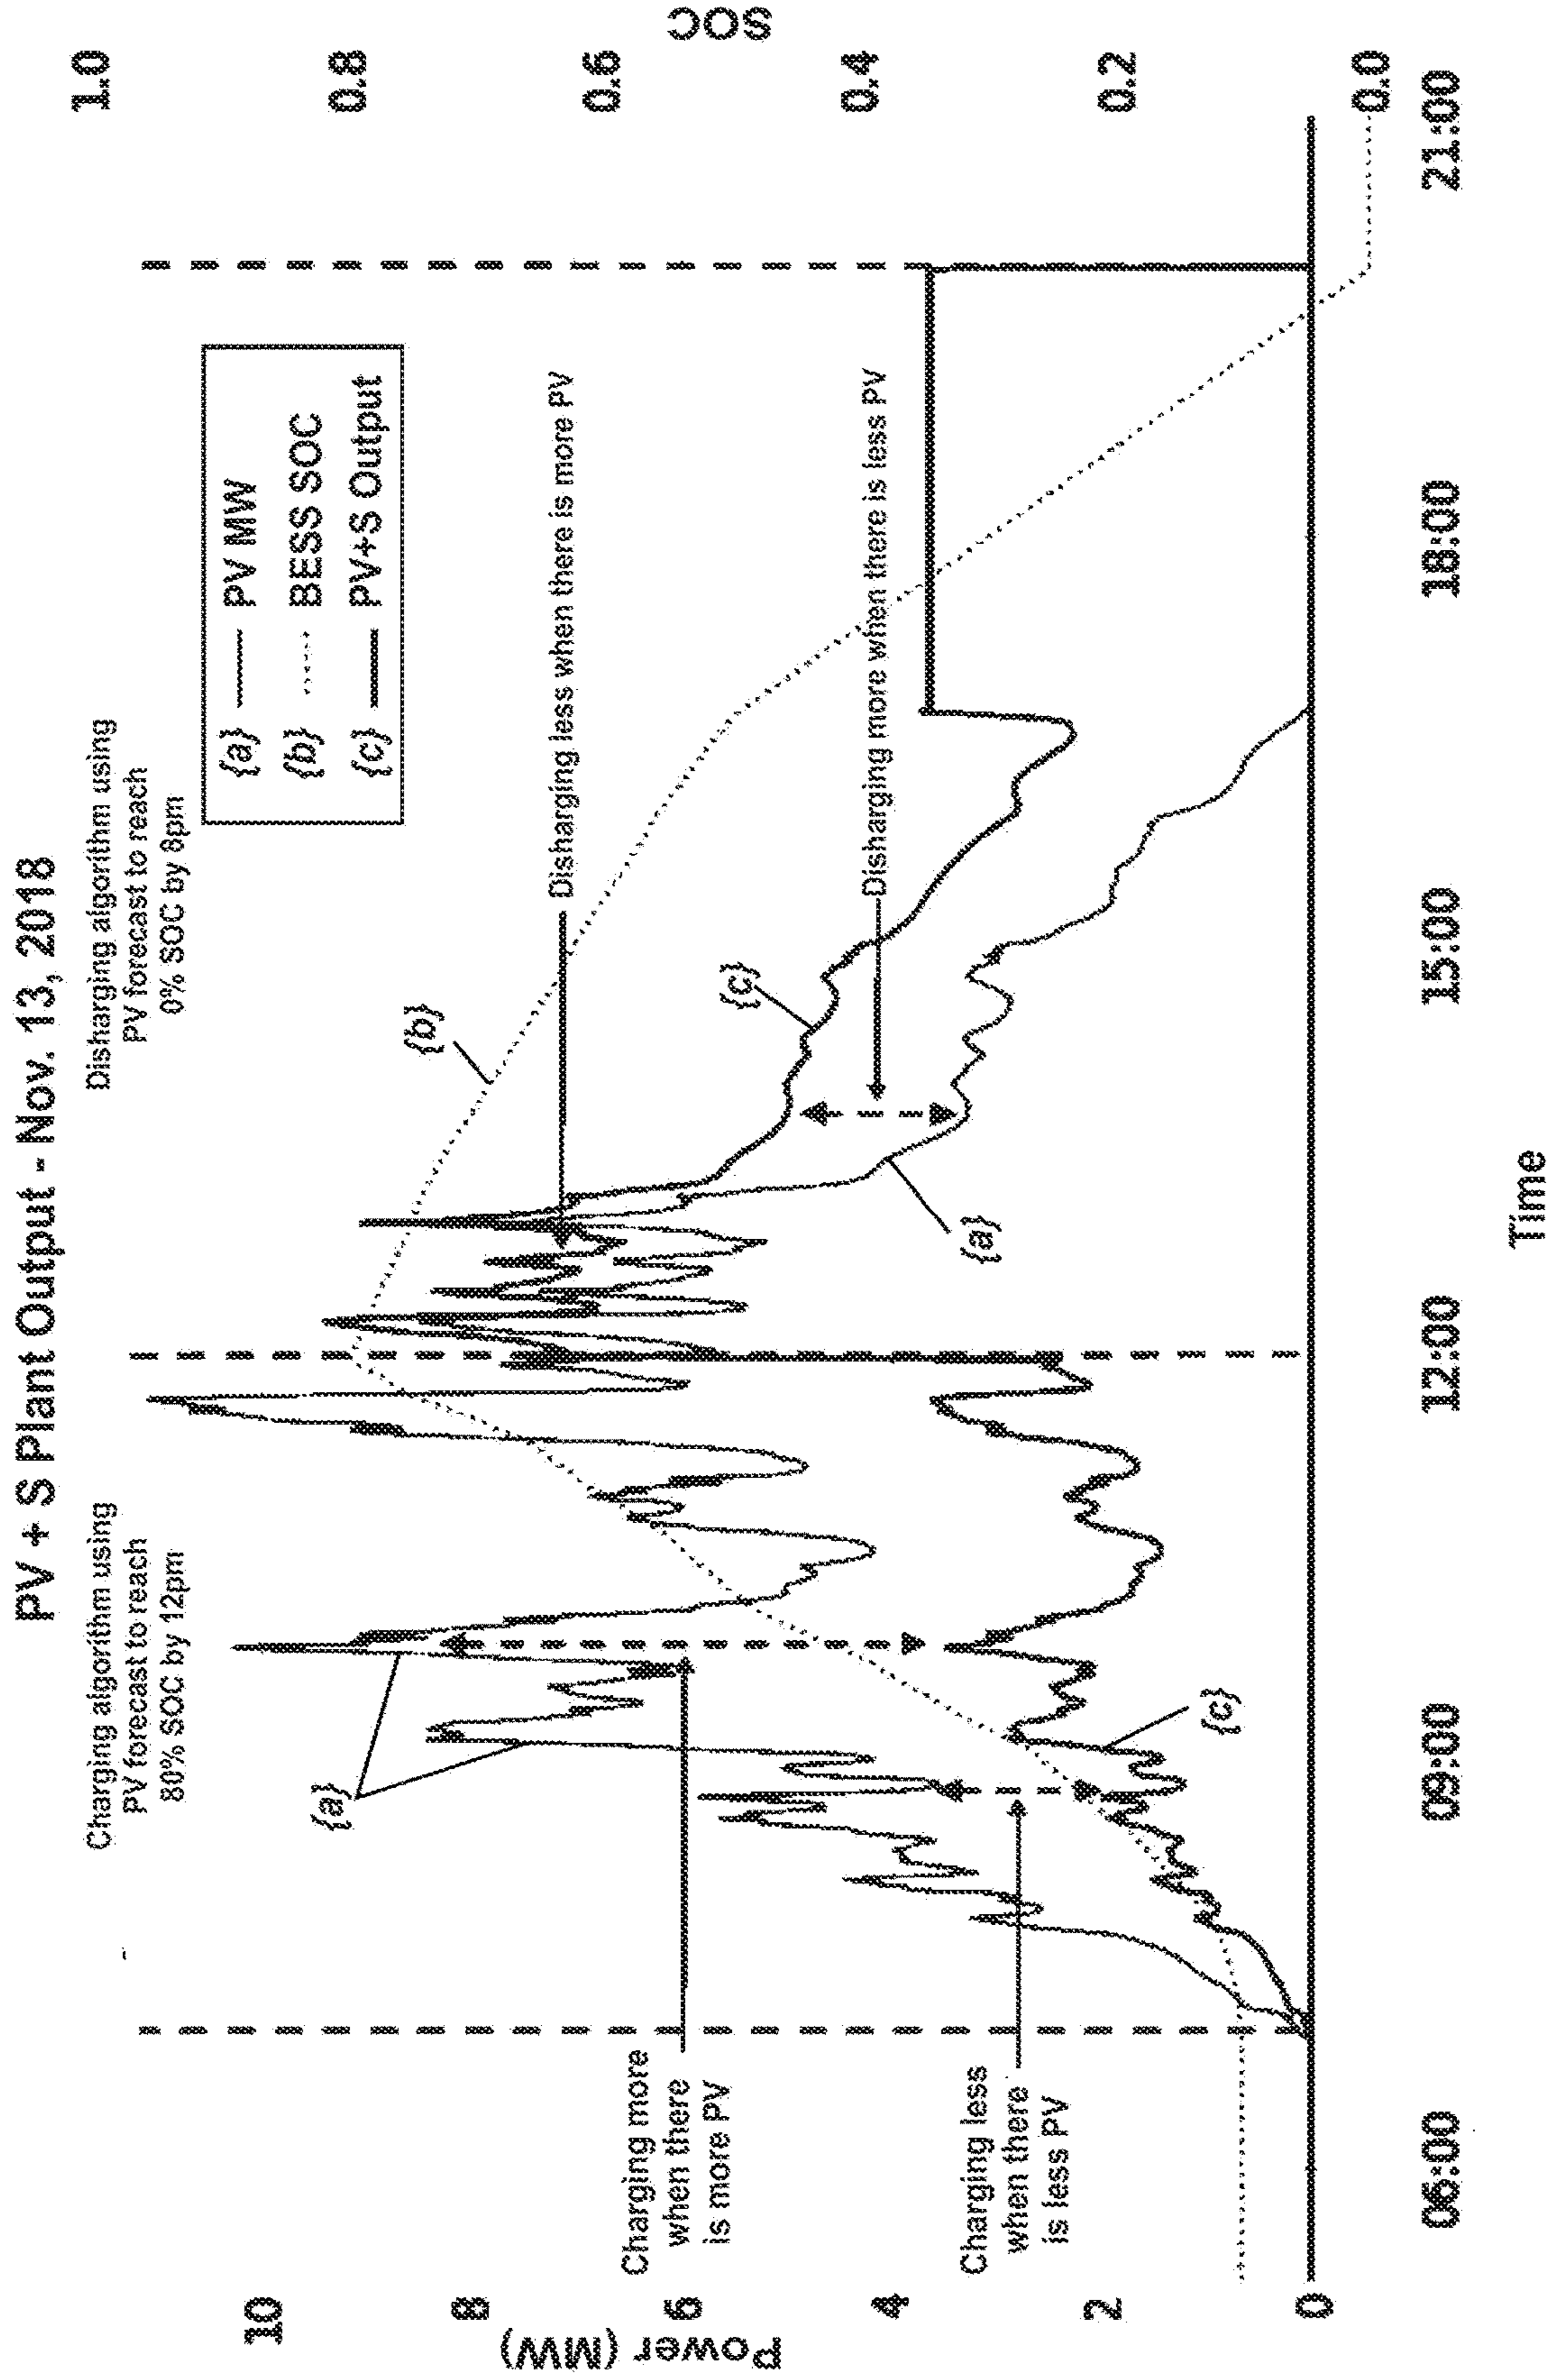 PV + S Plant Output - Nov. 13, 2018
Charging algorithm using
PV forecast to reach
80% SOC by 12pm
Disharging algorithm using
PV forecast to reach
0% SOC by 8pm
{a} PV MW
{b} BESS SOC
{c} PV+S Output
Power (MW)
10
8
6
4
2
0
SOC
1.0
0.8
0.6
0.4
0.2
0.0
Charging more
when there
is more PV
Charging less
when there
is less PV
Disharging less when there is more PV
Disharging more when there is less PV
{a}
{c}
{b}
{c}
{a}
06:00
09:00
12:00
15:00
18:00
21:00
Time